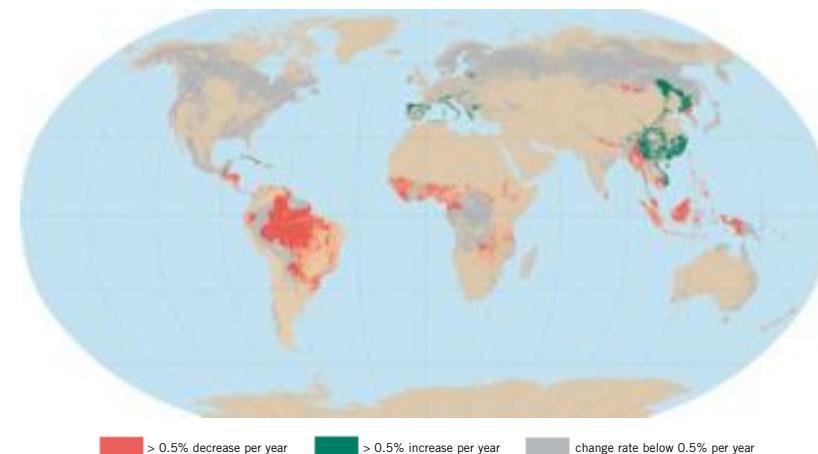 > 0.5% decrease per year > 0.5% increase per year change rate below 0.5% per year